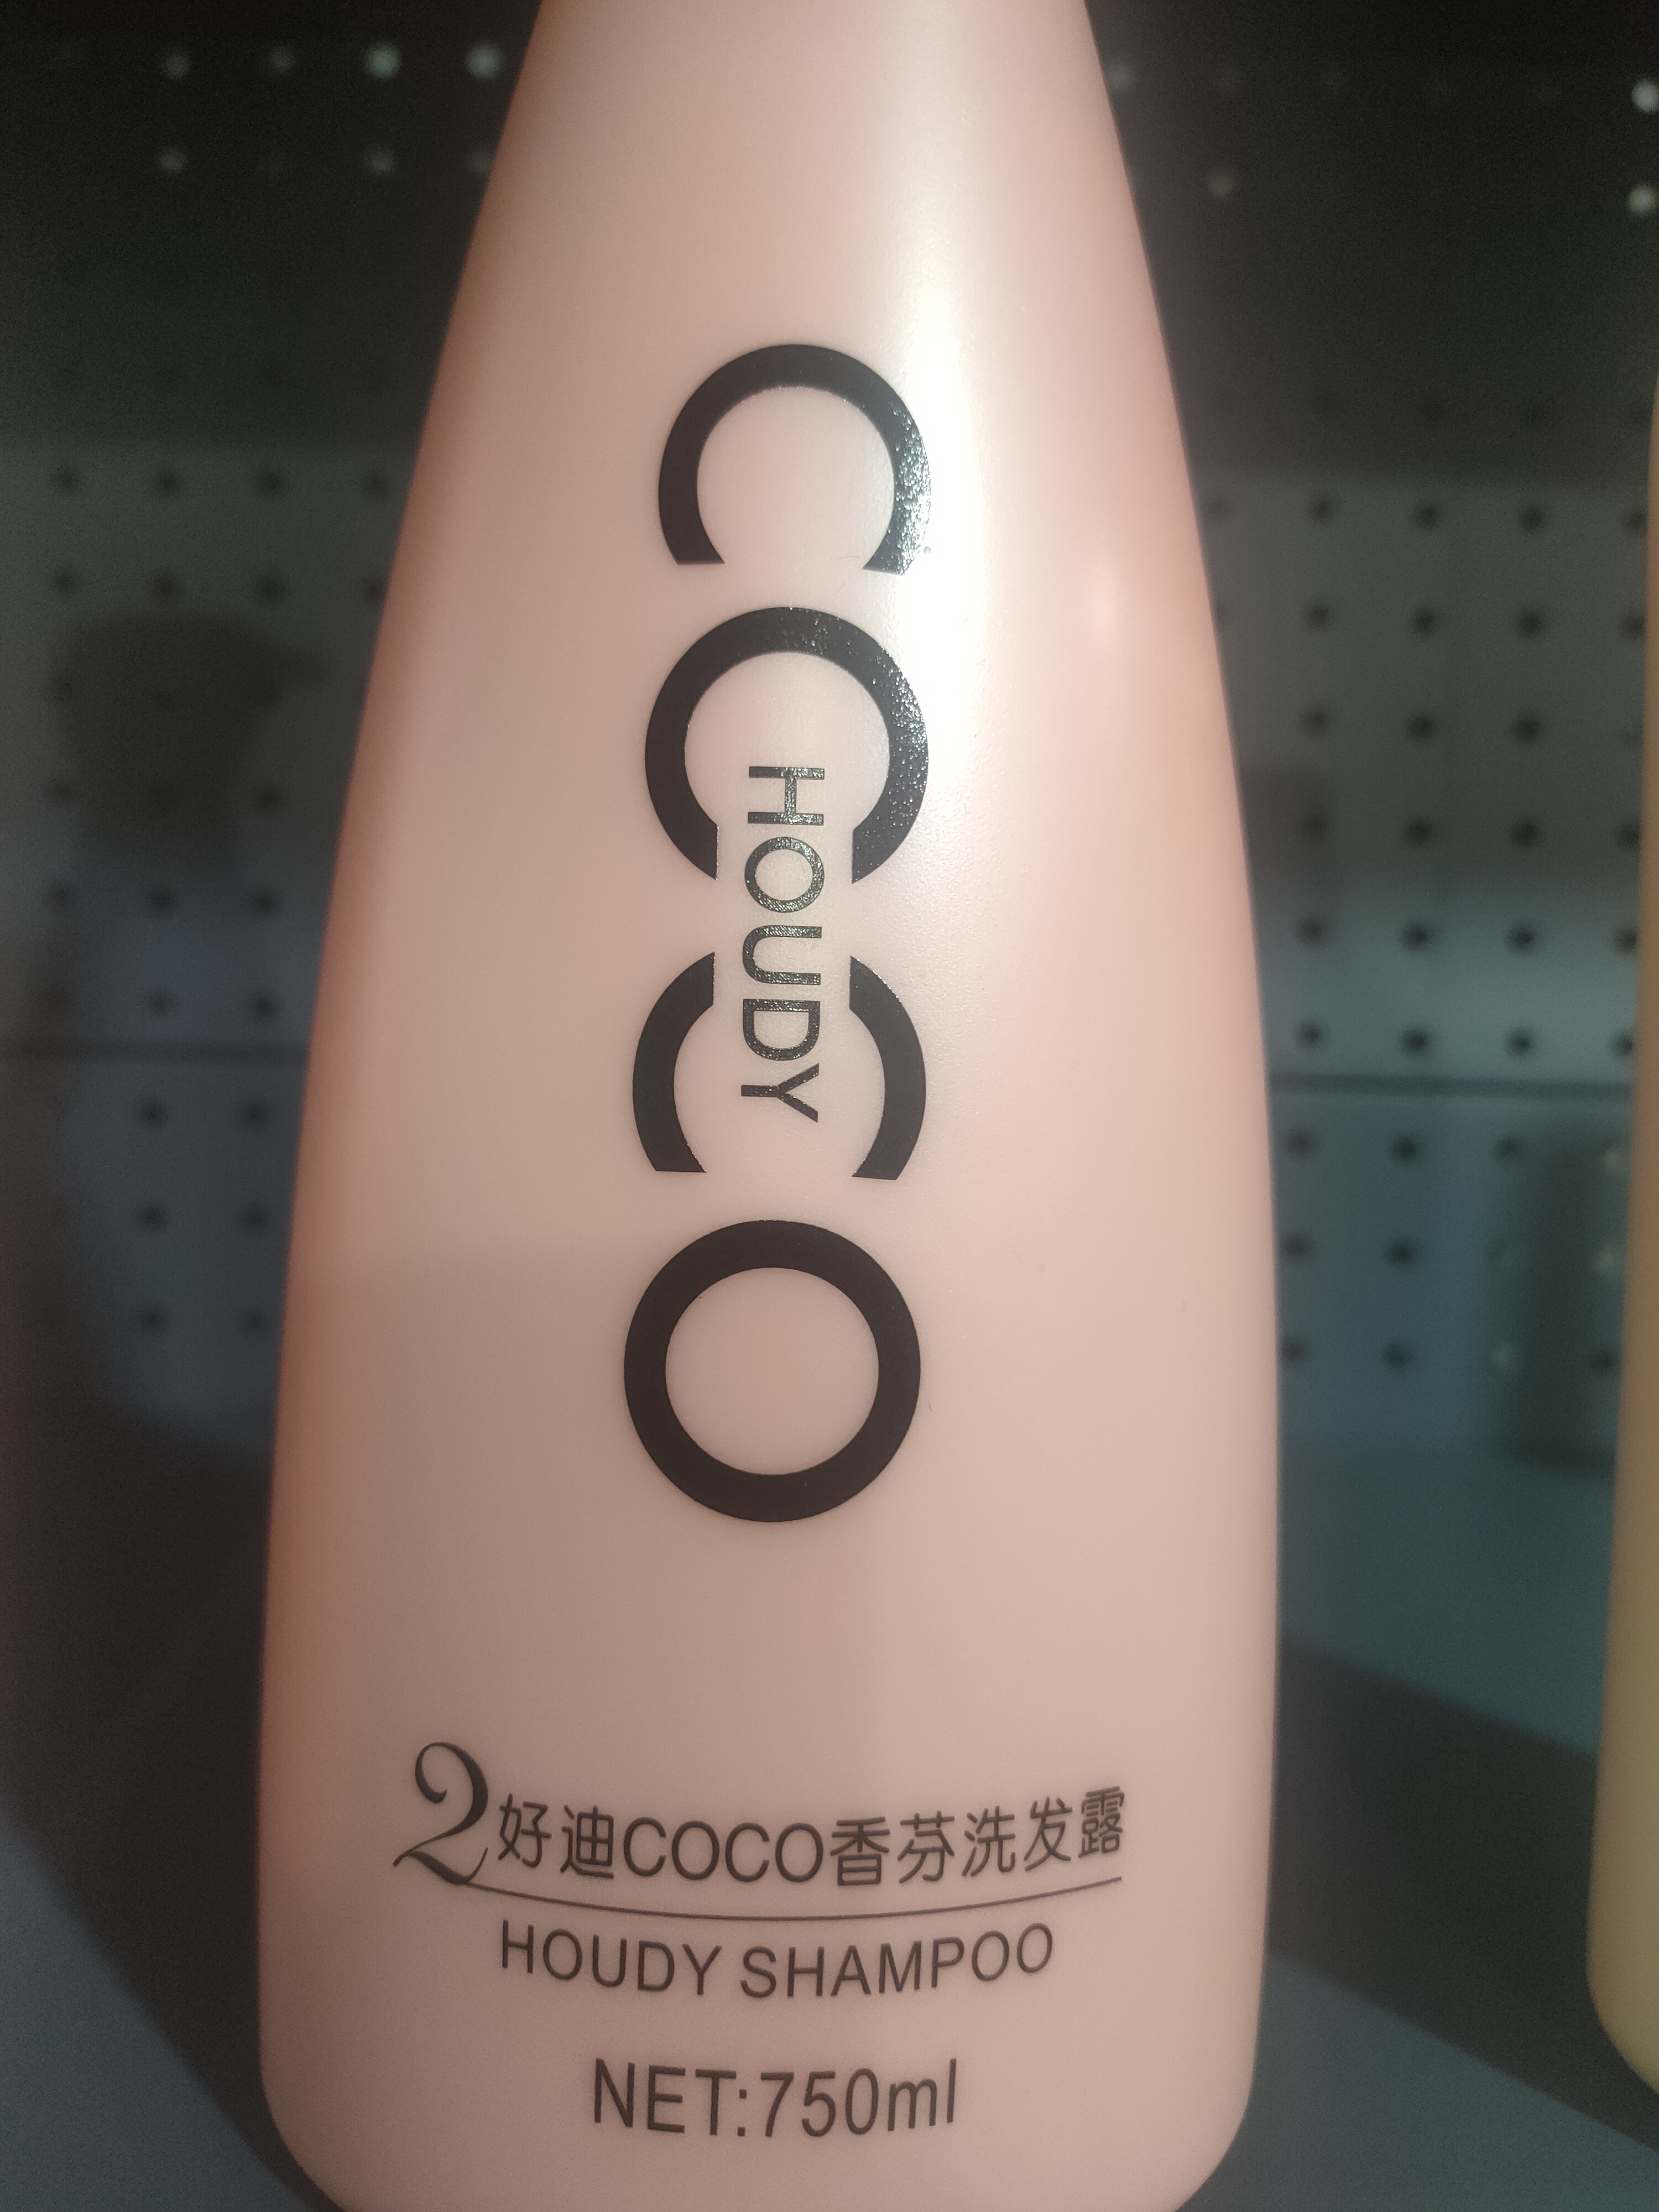 COCO
HOUDY
2好迪COCO香芬洗发露
HOUDY SHAMPOO
NET:750ml